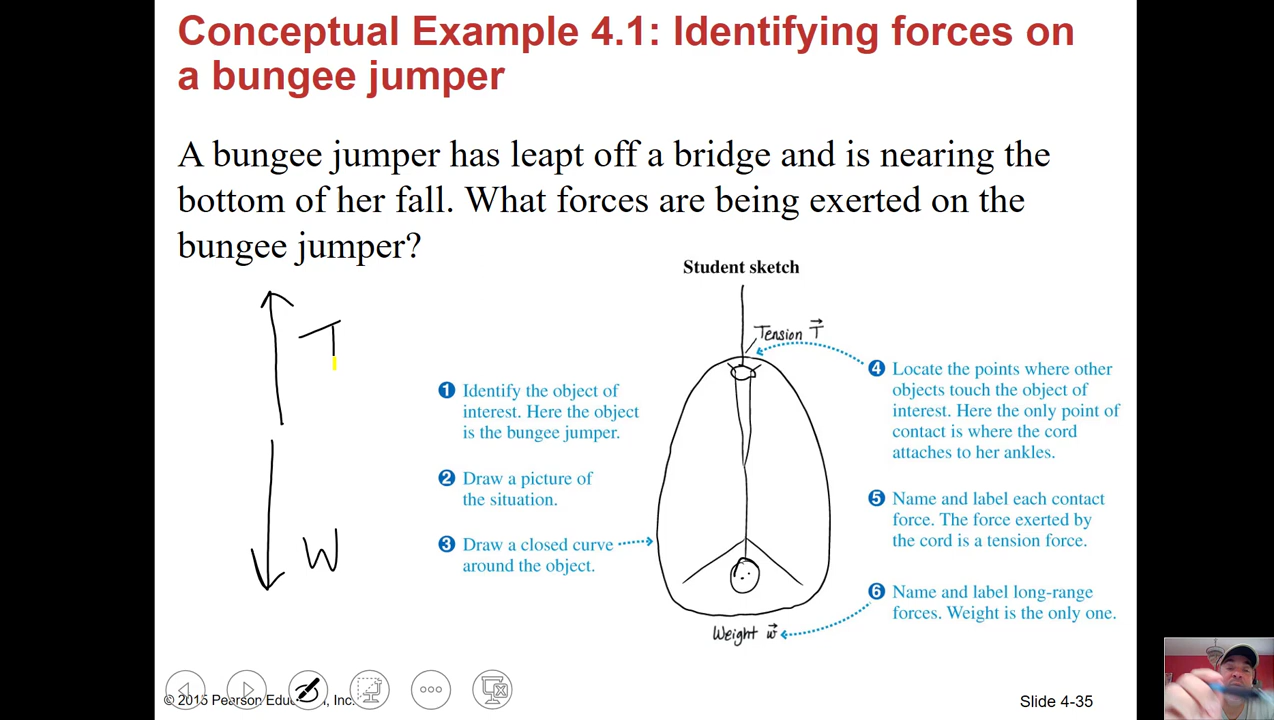 Conceptual Example 4.1: Identifying forces on
a bungee jumper
A bungee jumper has leapt off a bridge and is nearing the
bottom of her fall. What forces are being exerted on the
bungee jumper?
T
W
Student sketch
Tension T⃗
1 Identify the object of
interest. Here the object
is the bungee jumper.
2 Draw a picture of
the situation.
3 Draw a closed curve
around the object.
4 Locate the points where other
objects touch the object of
interest. Here the only point of
contact is where the cord
attaches to her ankles.
5 Name and label each contact
force. The force exerted by
the cord is a tension force.
6 Name and label long-range
forces. Weight is the only one.
Weight w⃗
© 2015 Pearson Education, Inc.
Slide 4-35